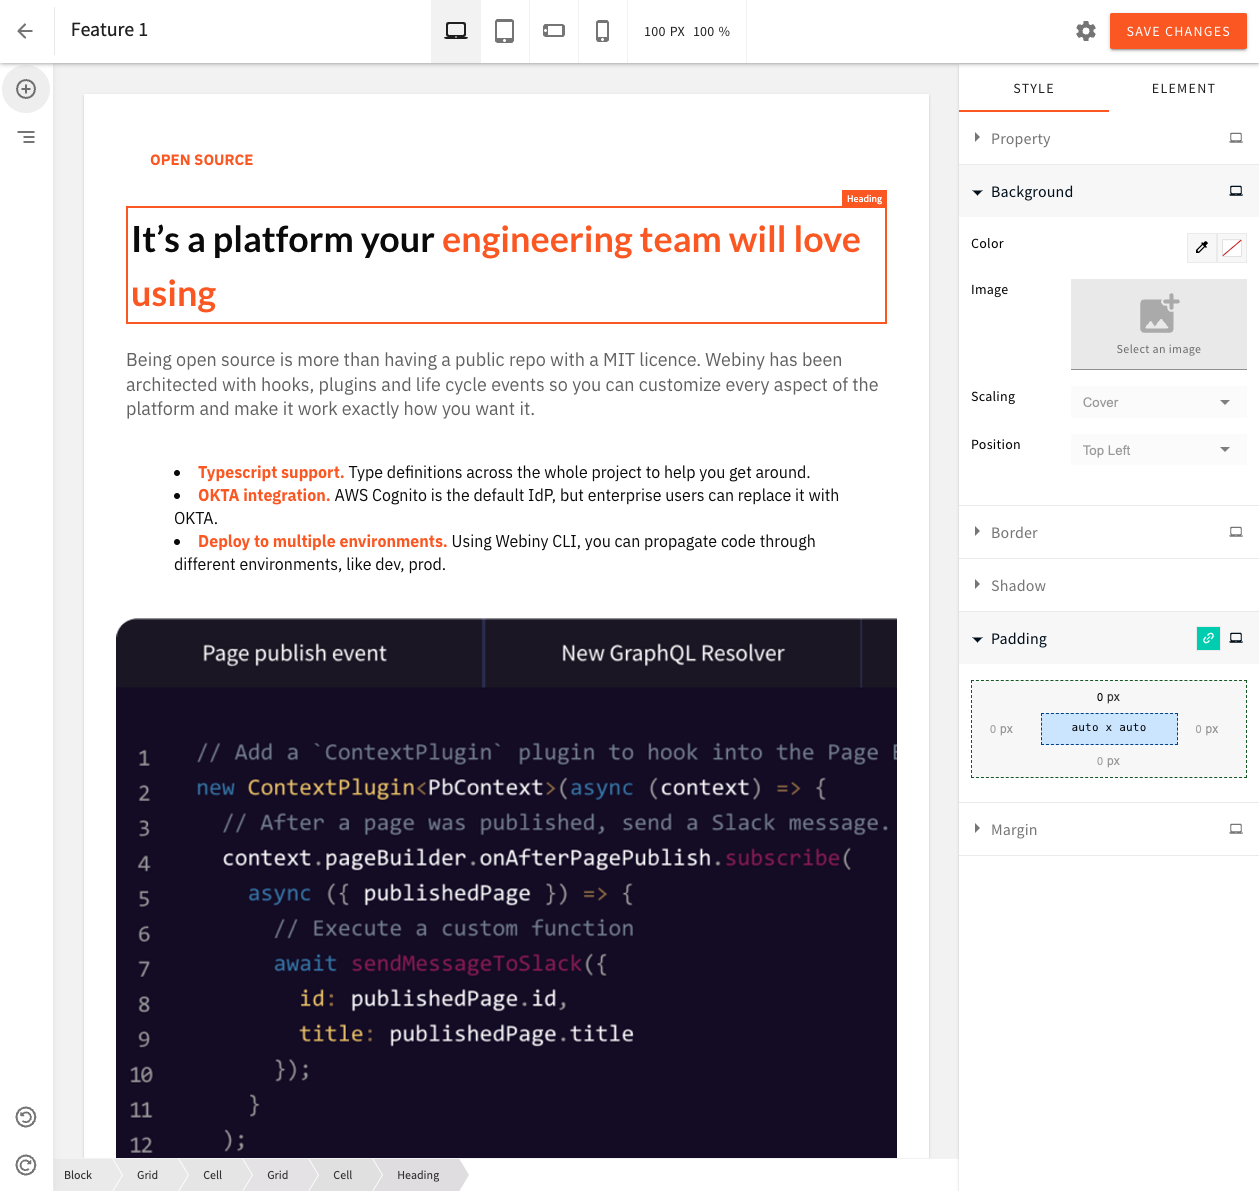 Feature 1
100 PX 100 %
SAVE CHANGES
STYLE
ELEMENT
OPEN SOURCE
Heading
It’s a platform your engineering team will love
using
Being open source is more than having a public repo with a MIT licence. Webiny has been
architected with hooks, plugins and life cycle events so you can customize every aspect of the
platform and make it work exactly how you want it.
• Typescript support. Type definitions across the whole project to help you get around.
• OKTA integration. AWS Cognito is the default IdP, but enterprise users can replace it with
OKTA.
• Deploy to multiple environments. Using Webiny CLI, you can propagate code through
different environments, like dev, prod.
Page publish event
New GraphQL Resolver
1 // Add a `ContextPlugin` plugin to hook into the Page
2 new ContextPlugin<PbContext>(async (context) => {
3 // After a page was published, send a Slack message.
4 context.pageBuilder.onAfterPagePublish.subscribe(
5 async ({ publishedPage }) => {
6 // Execute a custom function
7 await sendMessageToSlack({
8 id: publishedPage.id,
9 title: publishedPage.title
10 });
11 }
12 );
Block
Grid
Cell
Grid
Cell
Heading
Property
Background
Color
Image
Select an image
Scaling
Cover
Position
Top Left
Border
Shadow
Padding
0 px
0 px
auto x auto
0 px
0 px
Margin